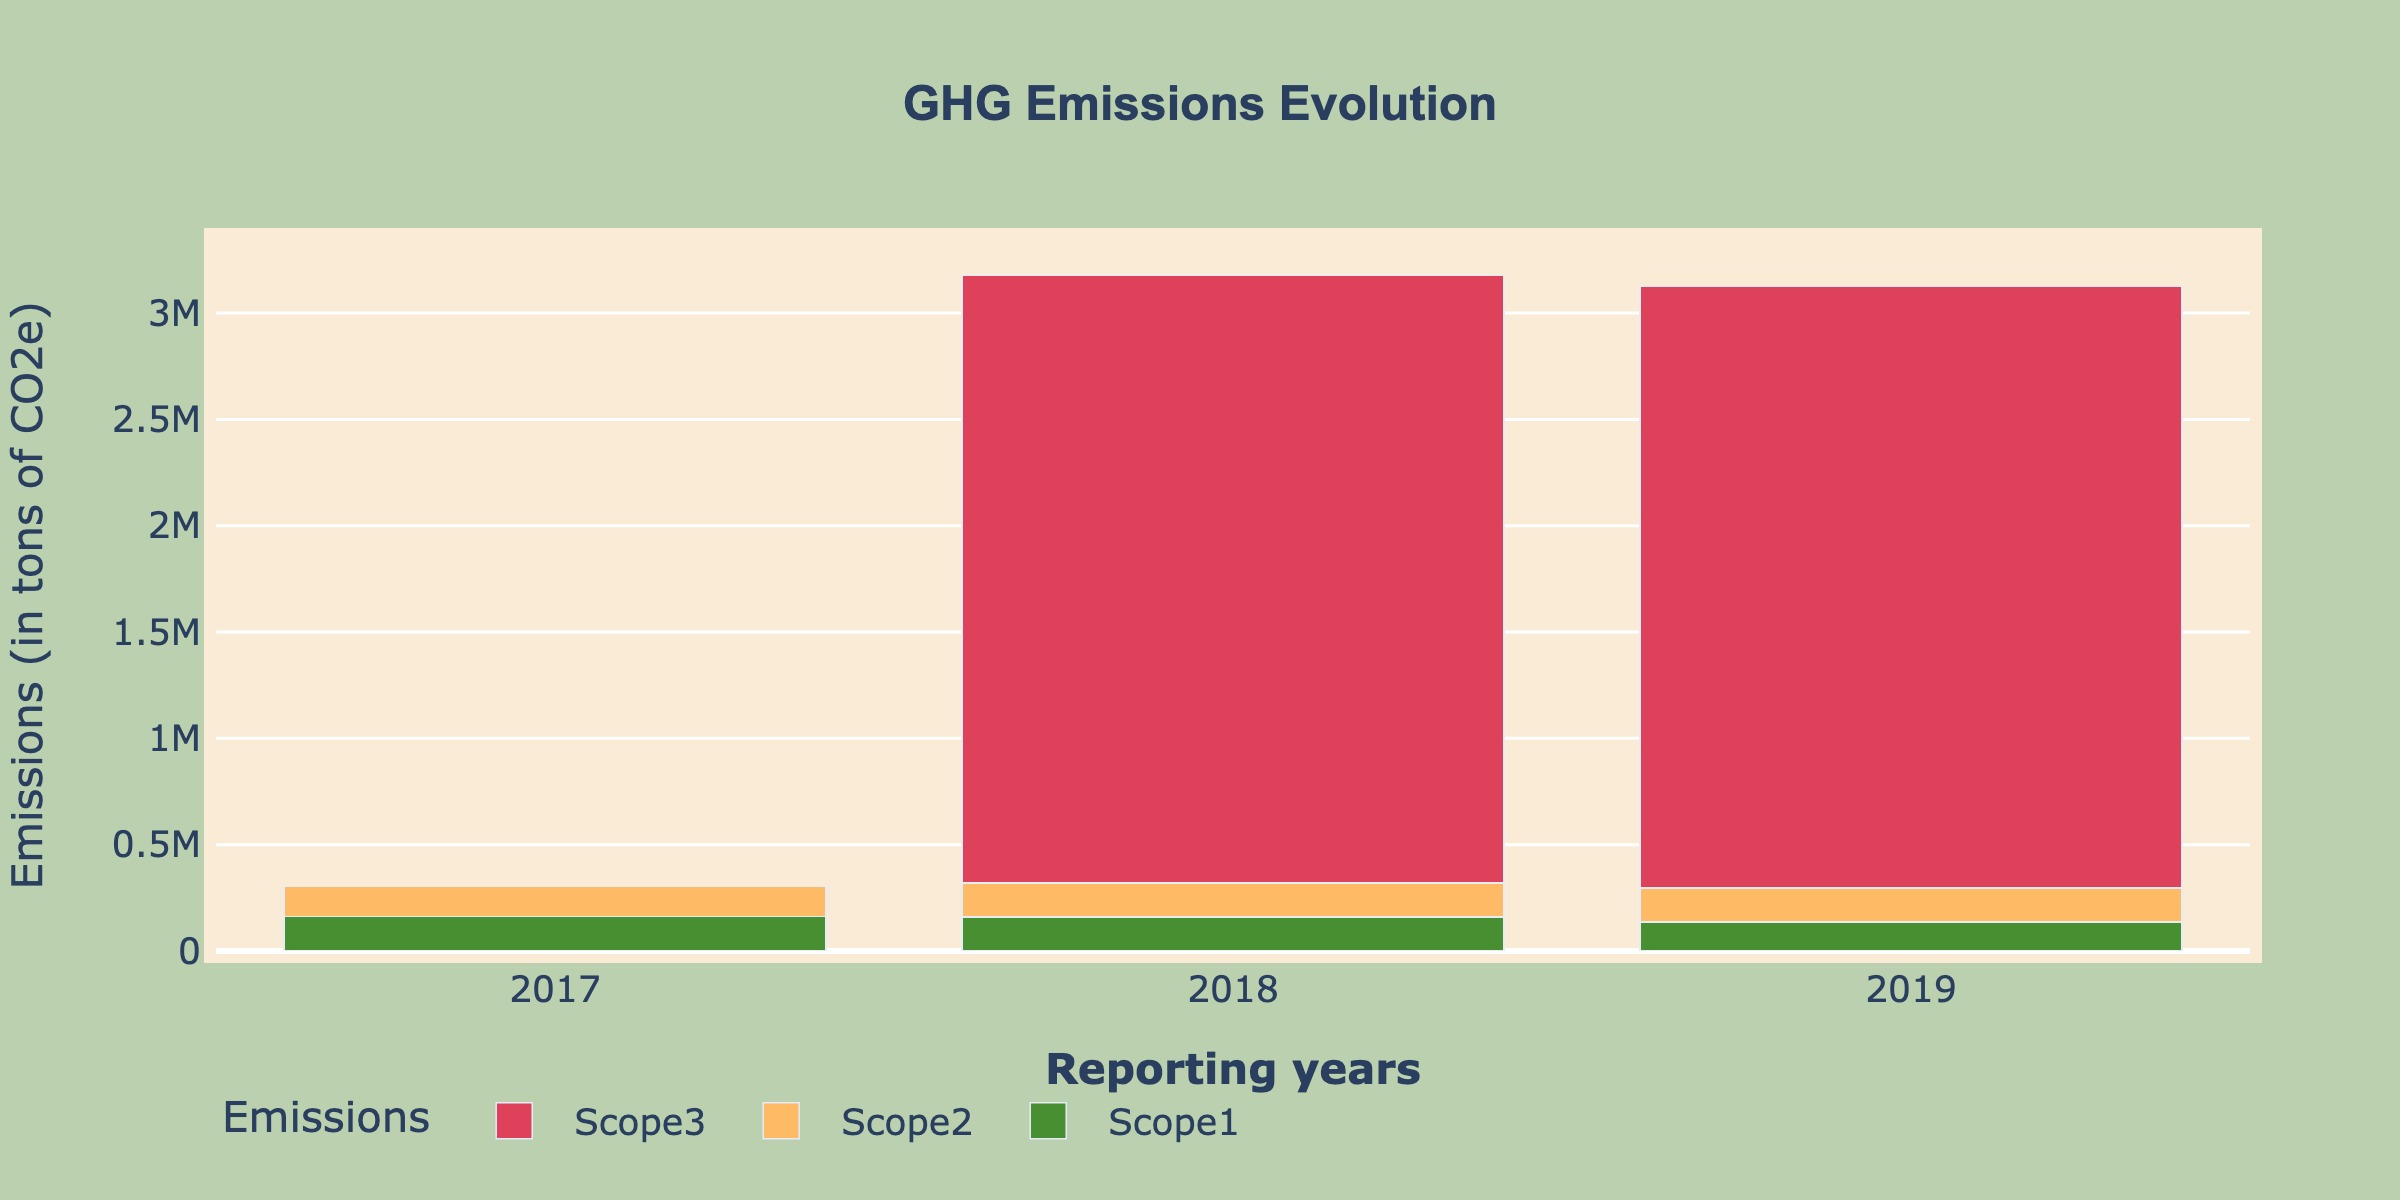 GHG Emissions Evolution
Emissions (in tons of CO2e)
3M
2.5M
2M
1.5M
1M
0.5M
0
2017 2018 2019
Reporting years
Emissions Scope3 Scope2 Scope1